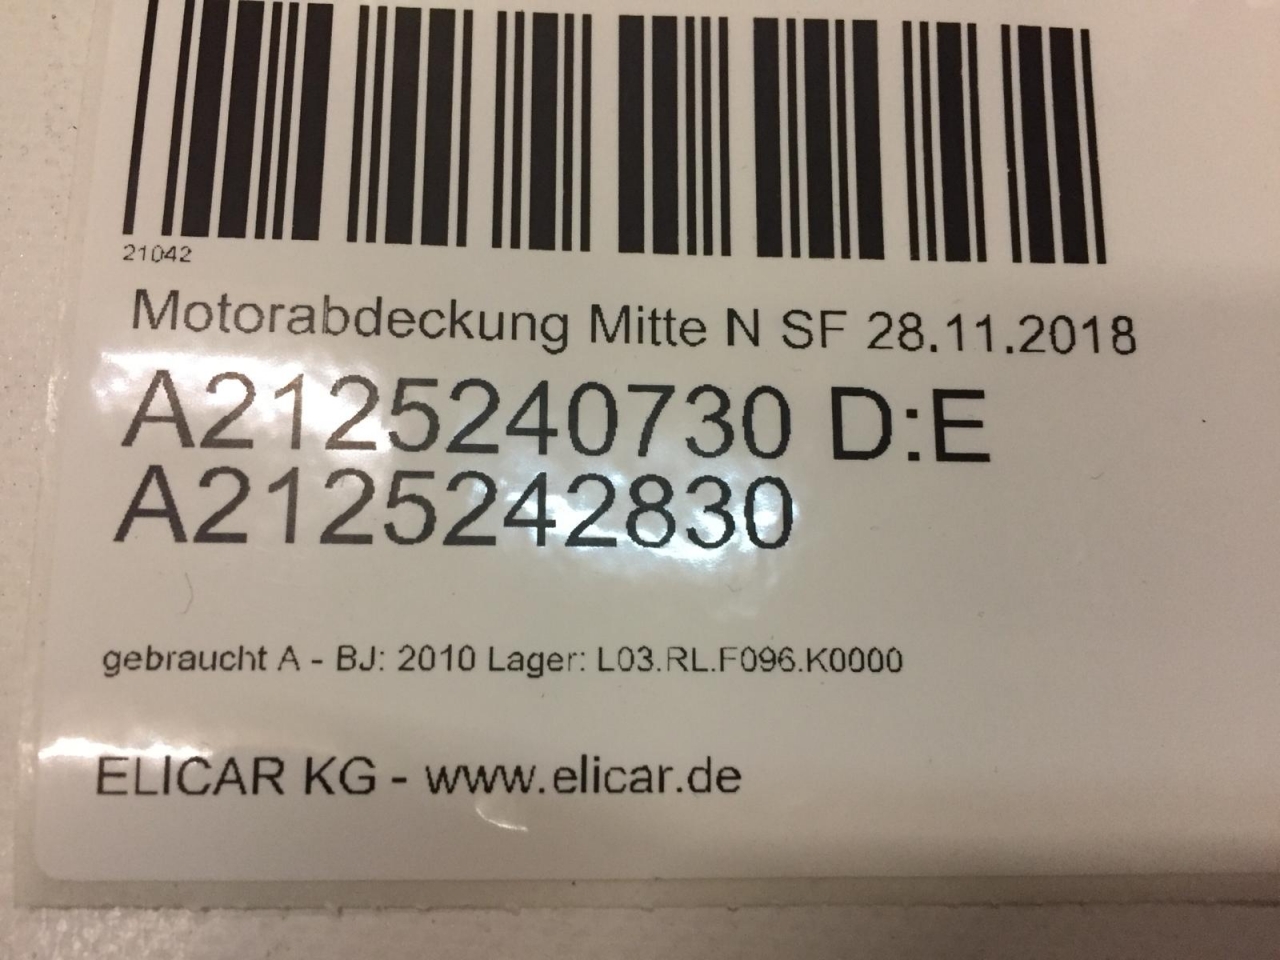 21042
Motorabdeckung Mitte N SF 28.11.2018
A2125240730 D:E
A2125242830
gebraucht A - BJ: 2010 Lager: L03.RL.F096.K0000
ELICAR KG - www.elicar.de